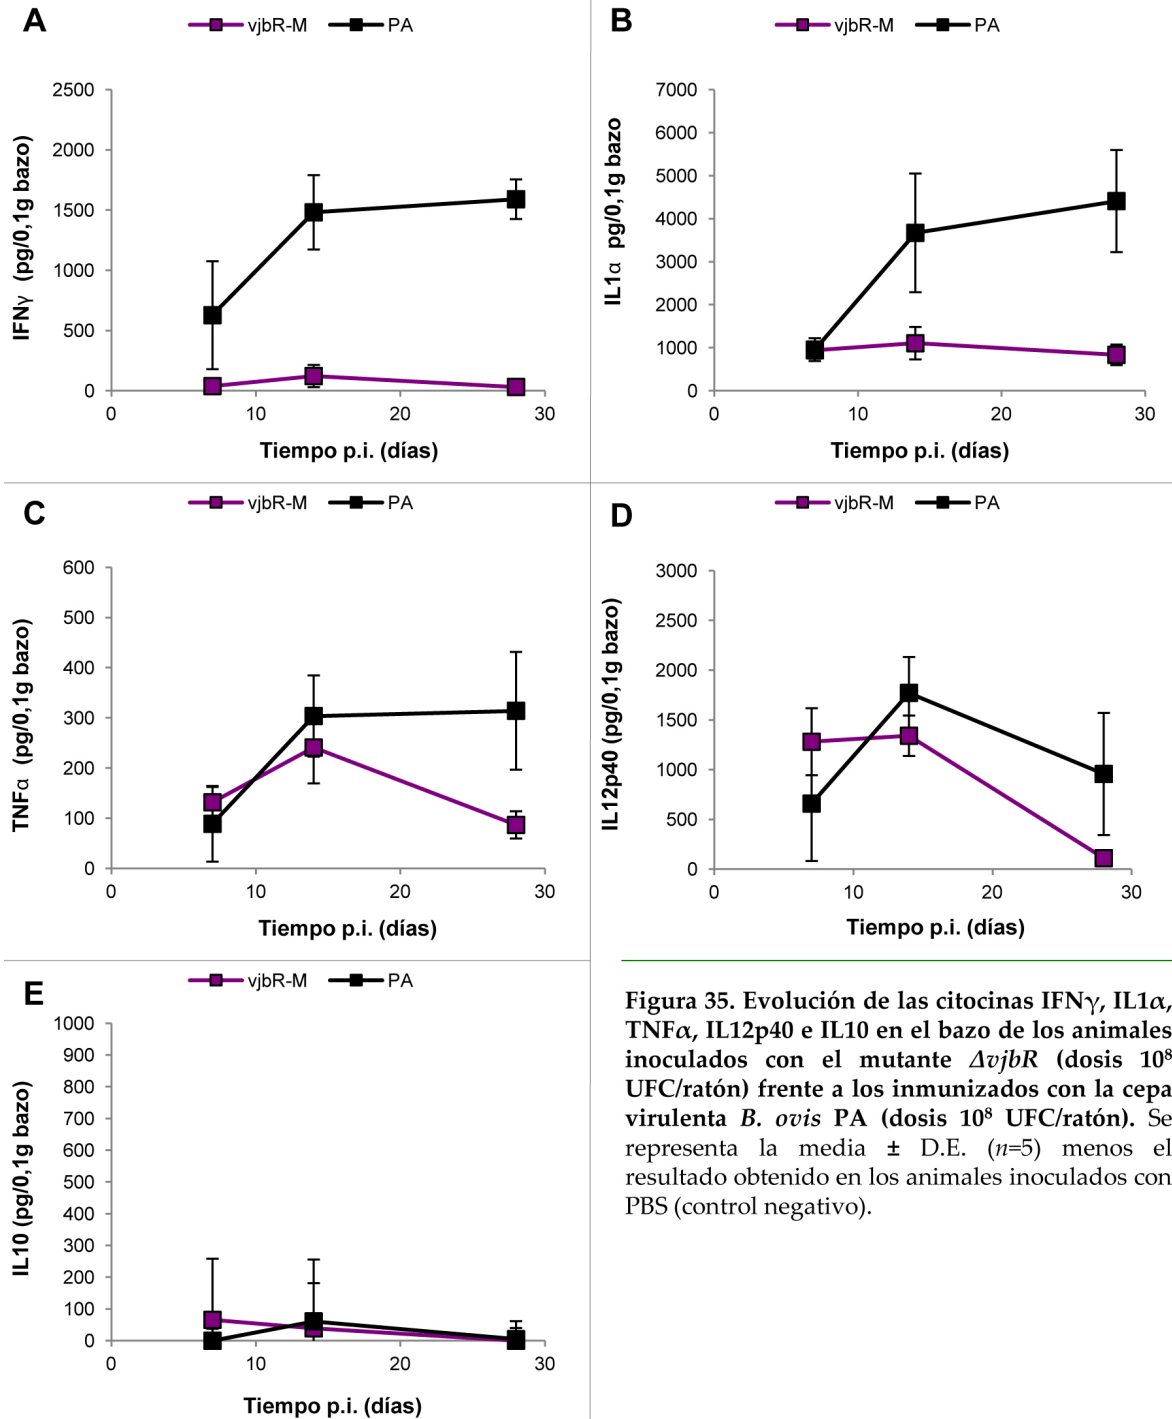 A
vjbR-M PA
IFNγ (pg/0,1g bazo)
2500
2000
1500
1000
500
0
0 10 20 30
Tiempo p.i. (días)
B
vjbR-M PA
IL1α pg/0,1g bazo
7000
6000
5000
4000
3000
2000
1000
0
0 10 20 30
Tiempo p.i. (días)
C
vjbR-M PA
TNFα (pg/0,1g bazo)
600
500
400
300
200
100
0
0 10 20 30
Tiempo p.i. (días)
D
vjbR-M PA
IL12p40 (pg/0,1g bazo)
3000
2500
2000
1500
1000
500
0
0 10 20 30
Tiempo p.i. (días)
E
vjbR-M PA
IL10 (pg/0,1g bazo)
1000
900
800
700
600
500
400
300
200
100
0
0 10 20 30
Tiempo p.i. (días)
Figura 35. Evolución de las citocinas IFNγ, IL1α,
TNFα, IL12p40 e IL10 en el bazo de los animales
inoculados con el mutante ΔvjbR (dosis 10⁸
UFC/ratón) frente a los inmunizados con la cepa
virulenta B. ovis PA (dosis 10⁸ UFC/ratón). Se
representa la media ± D.E. (n=5) menos el
resultado obtenido en los animales inoculados con
PBS (control negativo).